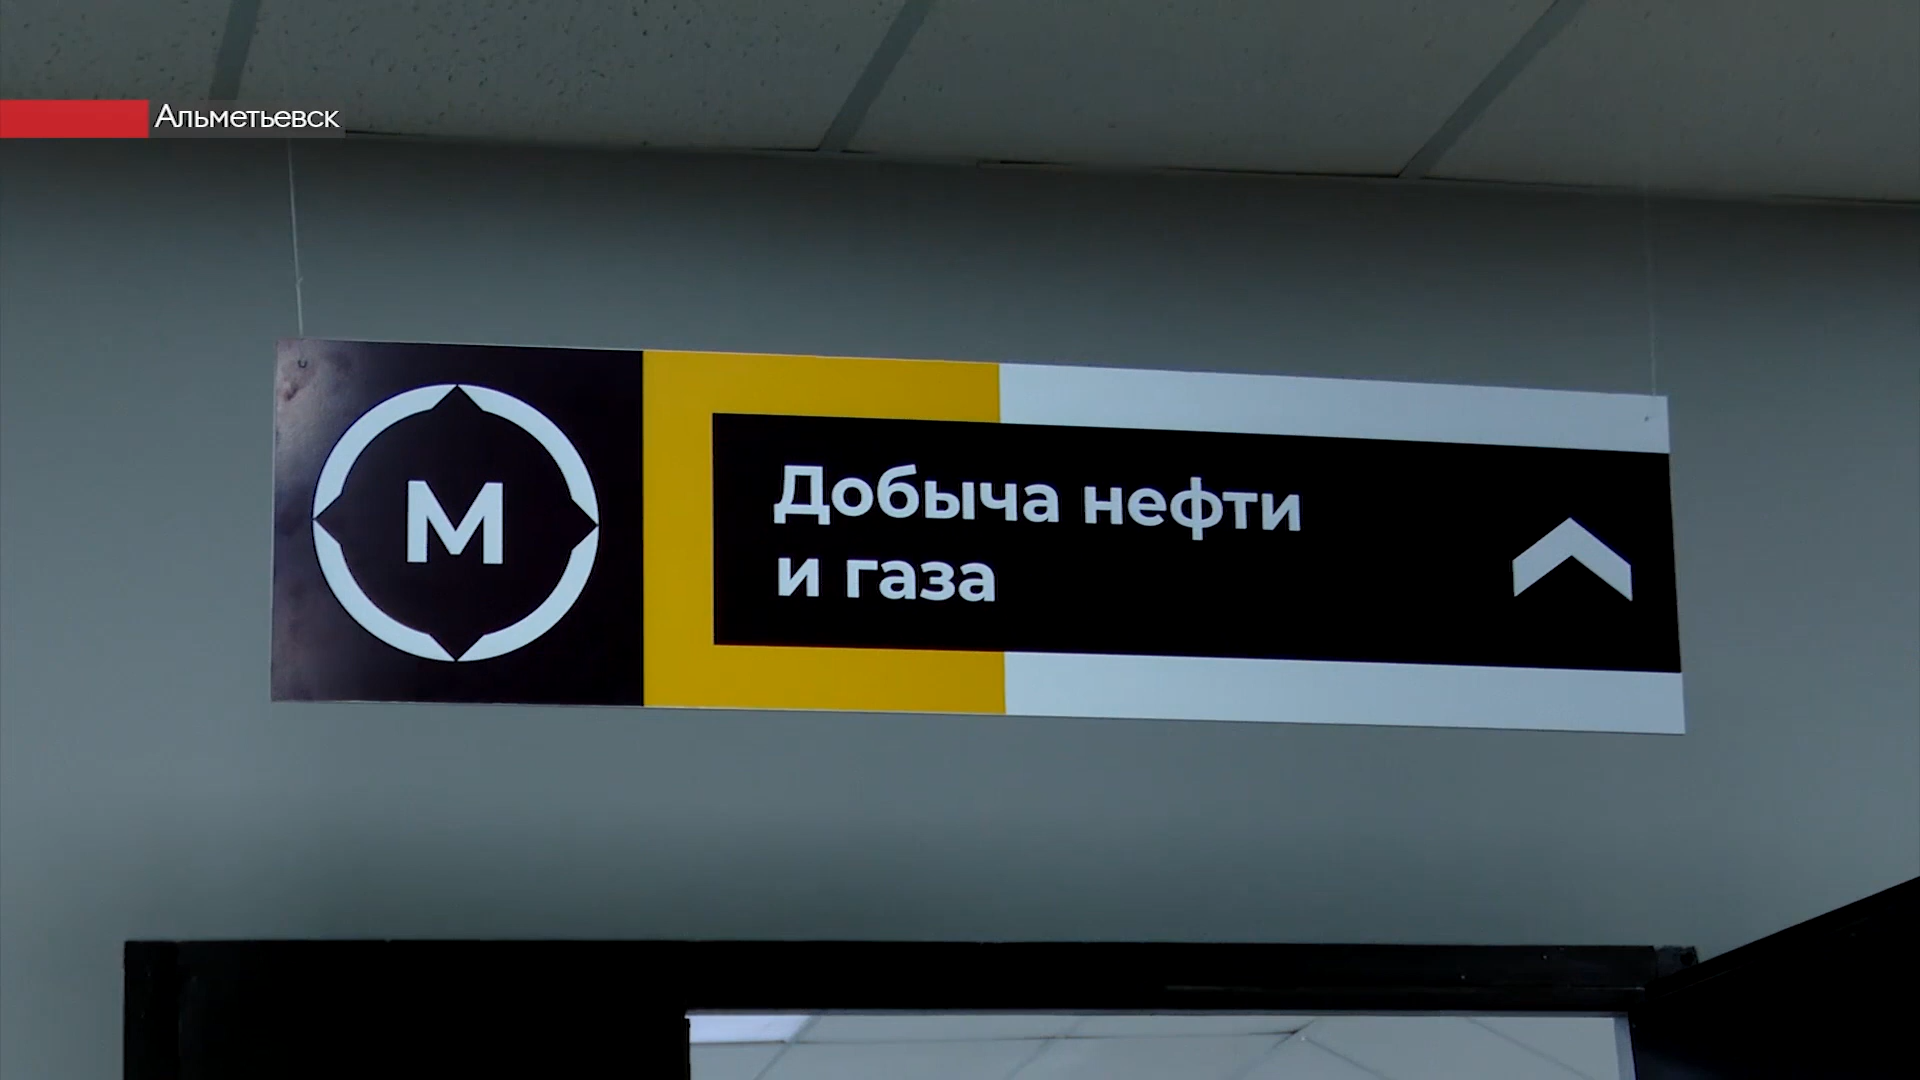 Альметьевск
М
Добыча нефти
и газа